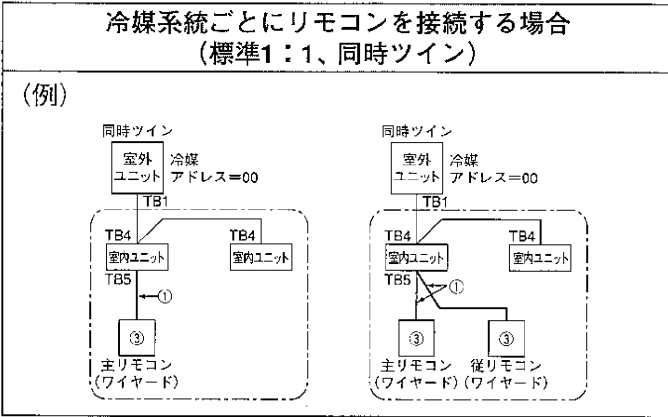 冷媒系統ごとにリモコンを接続する場合
(標準1：1、同時ツイン)
(例)
同時ツイン
室外
ユニット
冷媒
アドレス=00
TB1
TB4
TB4
室内ユニット
室内ユニット
TB5
①
③
主リモコン
(ワイヤード)
同時ツイン
室外
ユニット
冷媒
アドレス=00
TB1
TB4
TB4
室内ユニット
室内ユニット
TB5
①
③
③
主リモコン
(ワイヤード)
従リモコン
(ワイヤード)